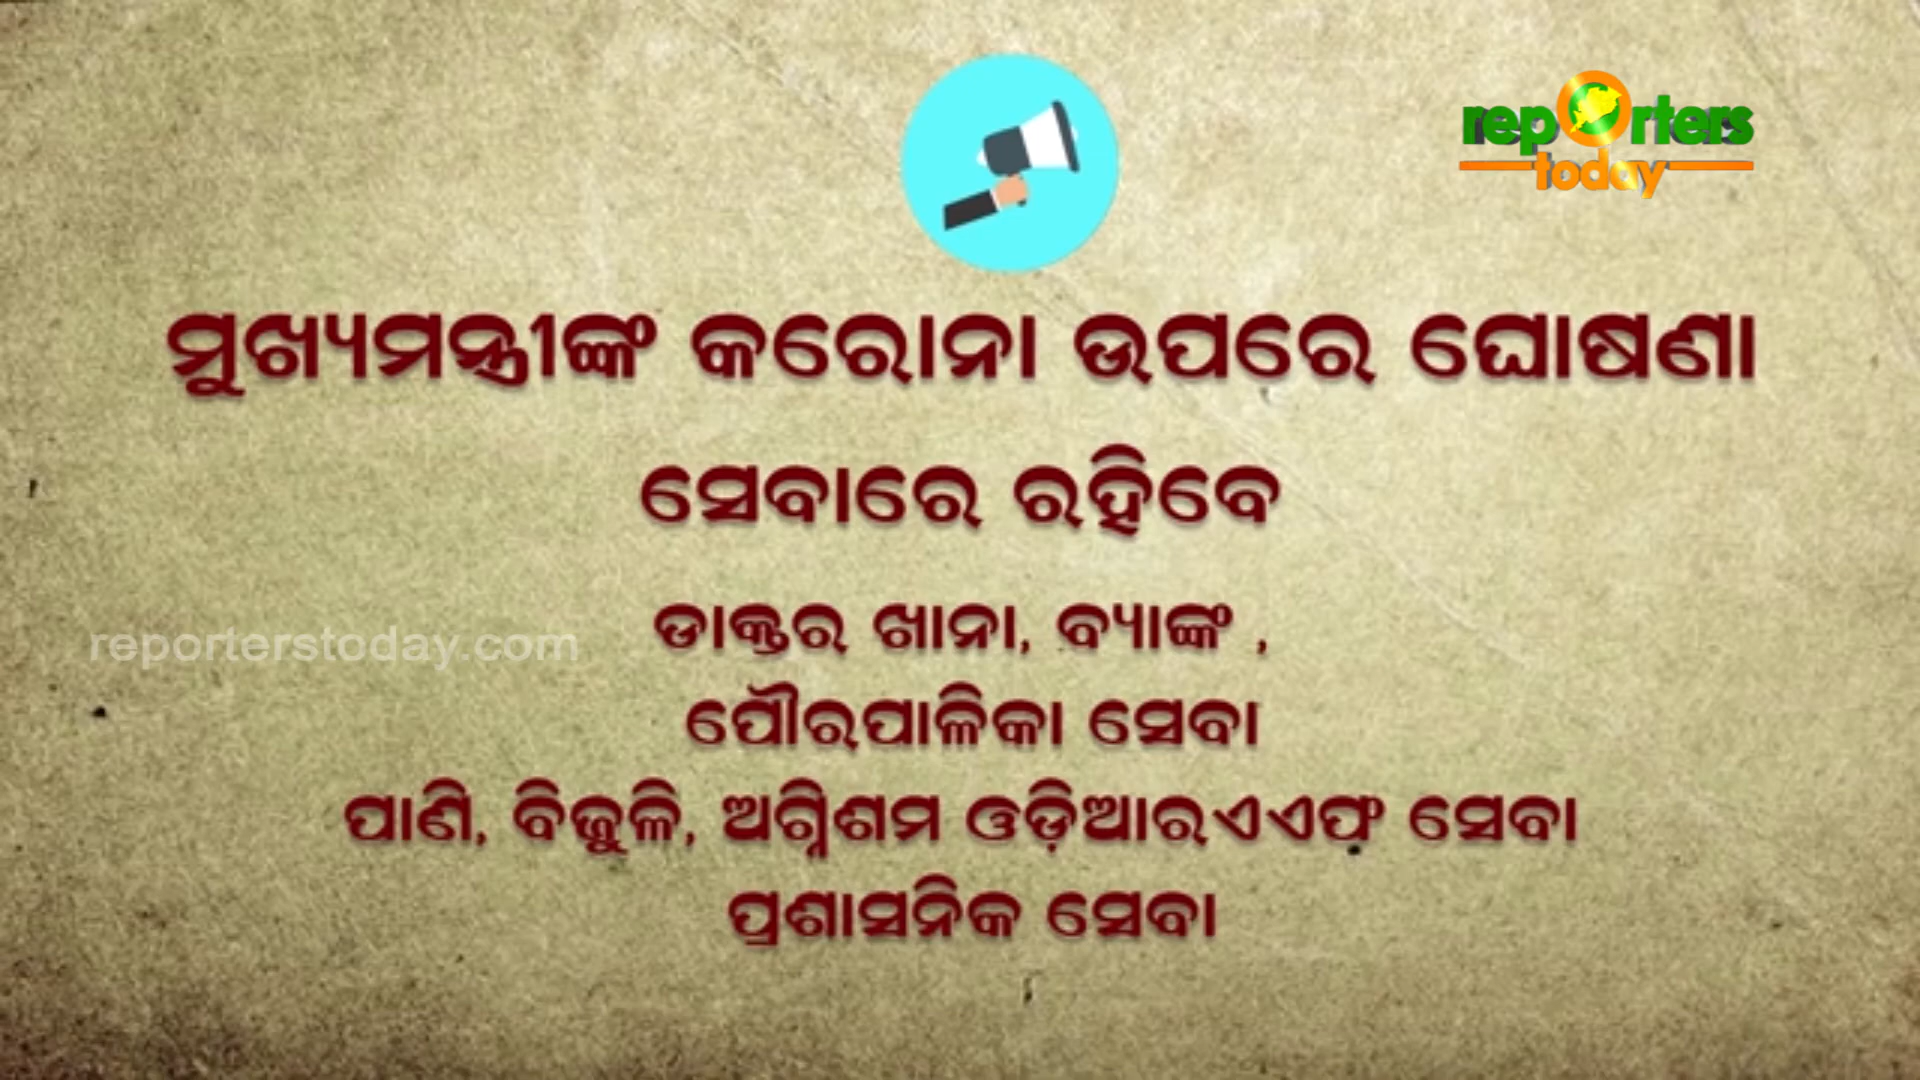 reporters
today
ମୁଖ୍ୟମନ୍ତ୍ରୀଙ୍କ କରୋନା ଉପରେ ଘୋଷଣା
ସେବାରେ ରହିବେ
ଡାକ୍ତର ଖାନା, ବ୍ୟାଙ୍କ ,
reporterstoday.com
ପୌରପାଳିକା ସେବା
ପାଣି, ବିଜୁଳି, ଅଗ୍ନିଶମ ଓଡ଼ିଆରଏଏଫ ସେବା
ପ୍ରଶାସନିକ ସେବା